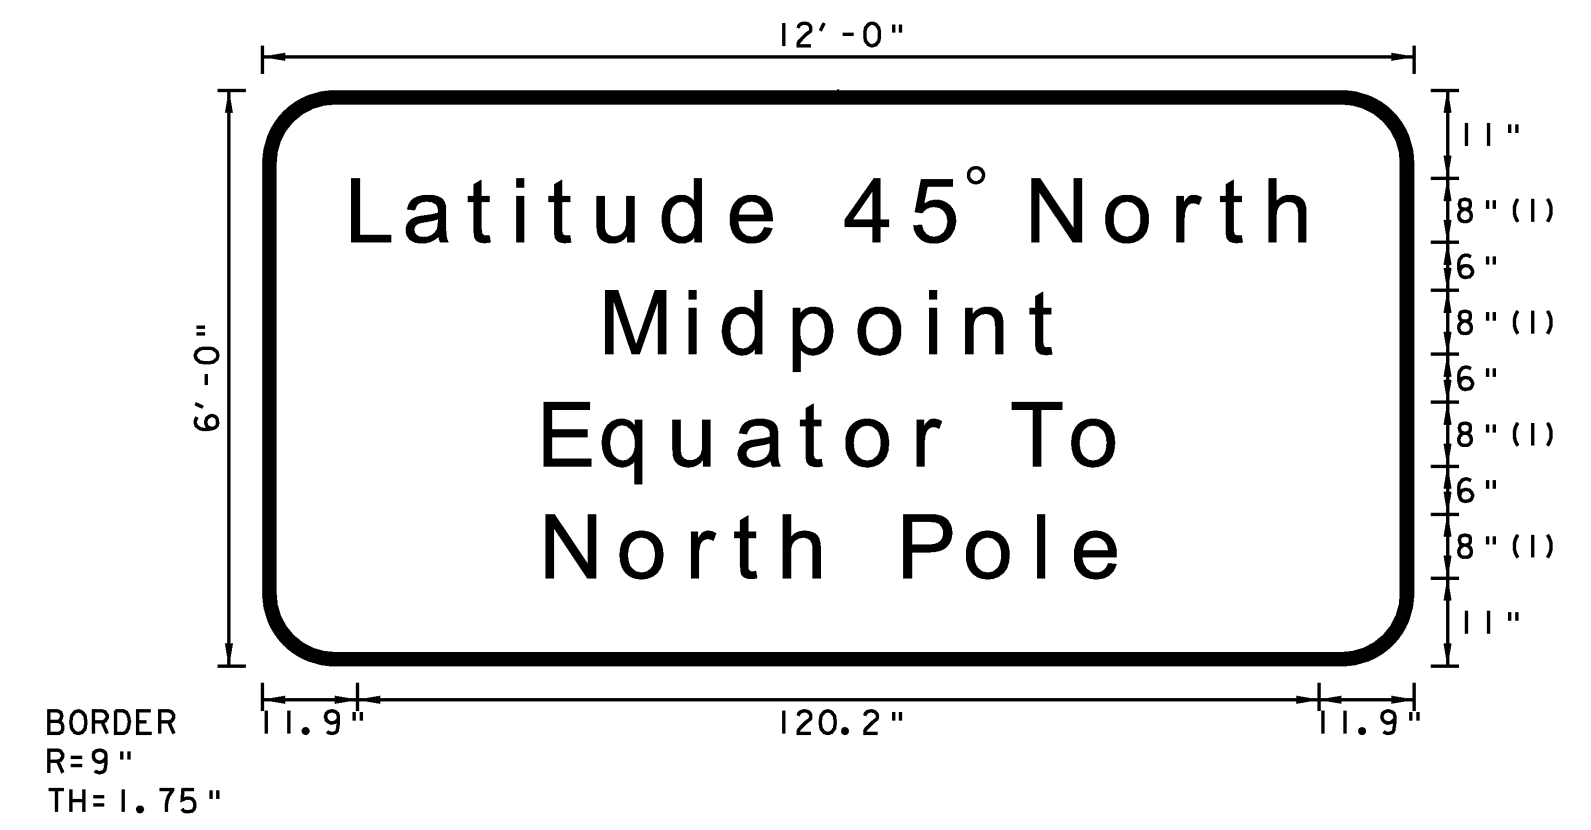 12'-0"
11"
Latitude 45° North
8"(1)
6"
Midpoint
8"(1)
6'-0"
6"
Equator To
8"(1)
6"
North Pole
8"(1)
11"
11.9" 120.2" 11.9"
BORDER
R=9"
TH=1.75"